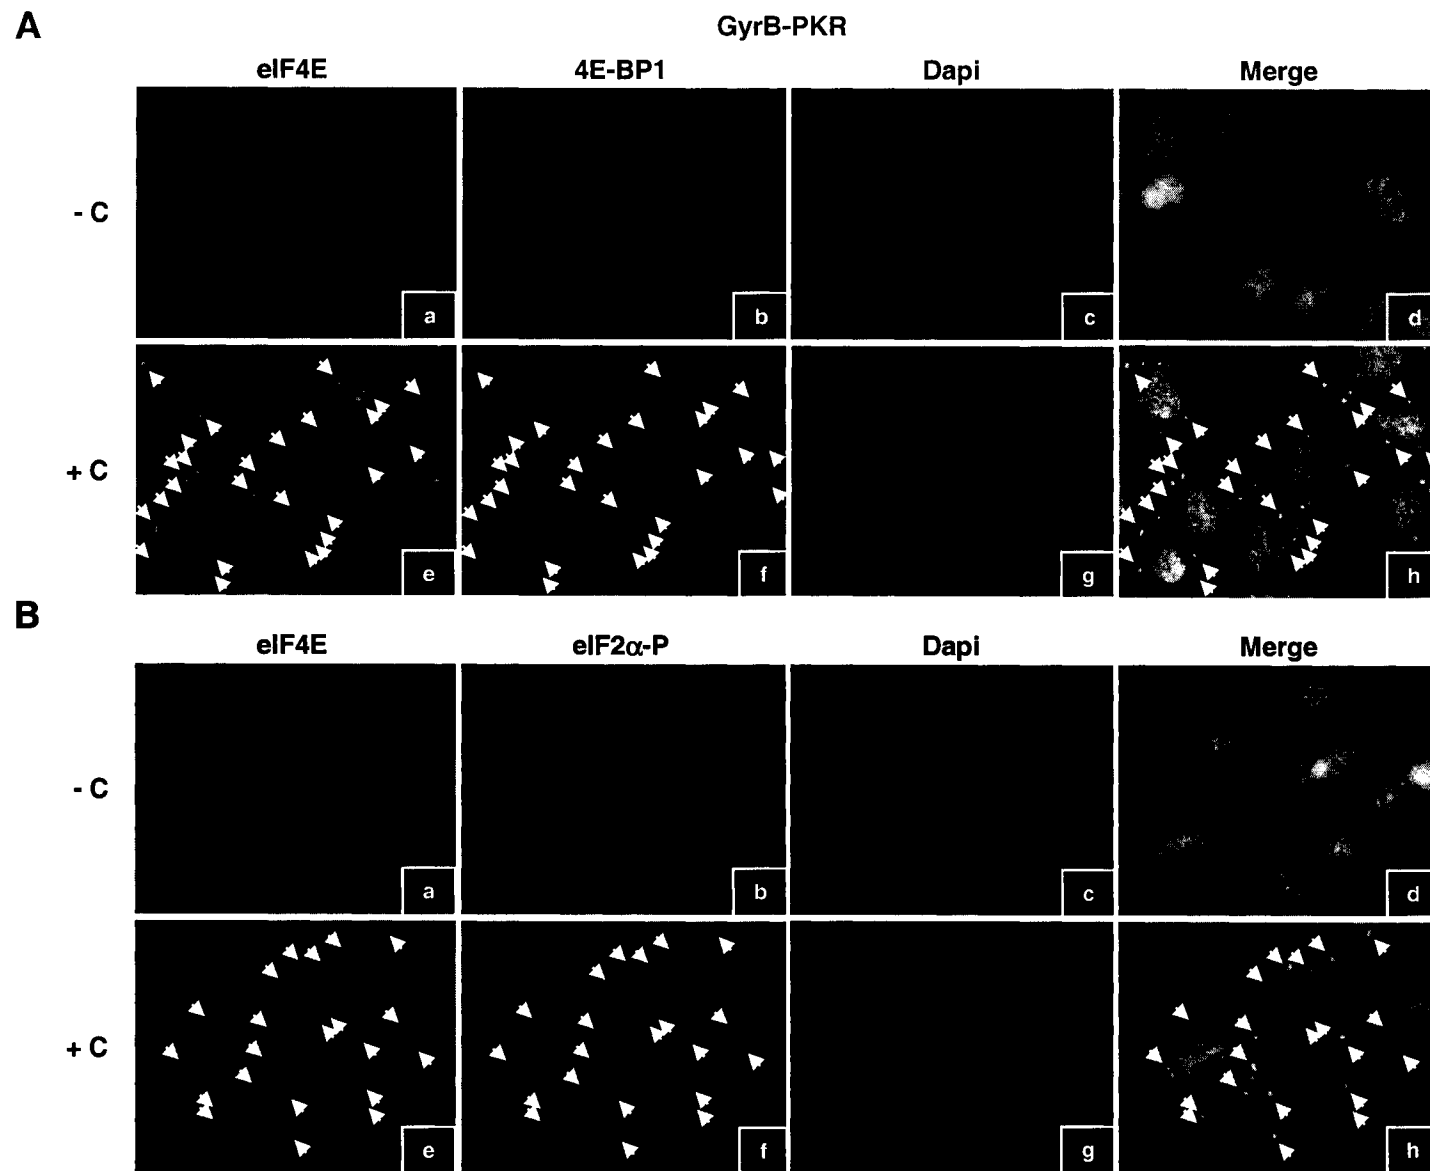 A
GyrB-PKR
eIF4E 4E-BP1 Dapi Merge
- C
a b c d
+ C
e f g h
B
eIF4E eIF2α-P Dapi Merge
- C
a b c d
+ C
e f g h